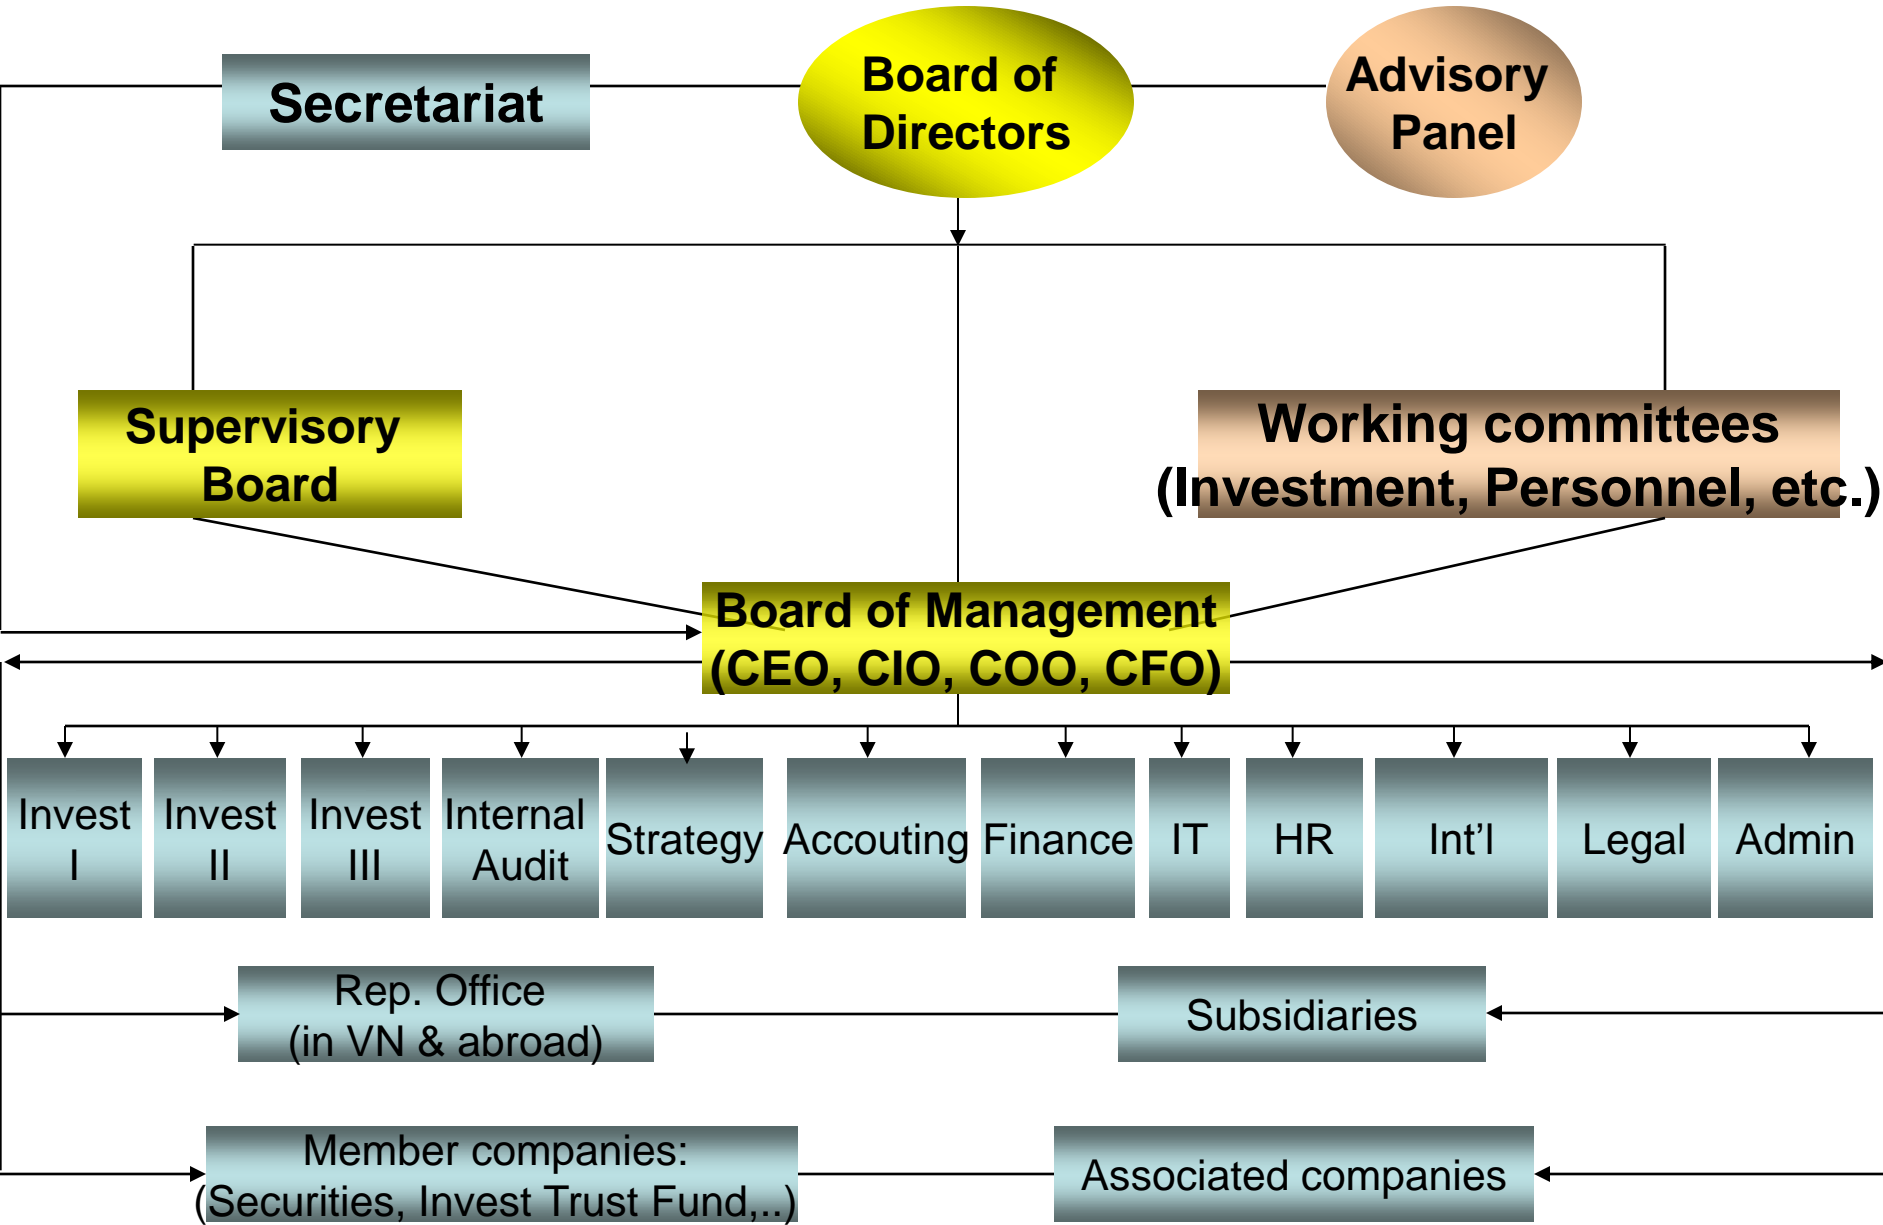 Secretariat
Board of
Directors
Advisory
Panel
Supervisory
Board
Working committees
(Investment, Personnel, etc.)
Board of Management
(CEO, CIO, COO, CFO)
Invest
I
Invest
II
Invest
III
Internal
Audit
Strategy
Accouting
Finance
IT
HR
Int’l
Legal
Admin
Rep. Office
(in VN & abroad)
Subsidiaries
Member companies:
(Securities, Invest Trust Fund,..)
Associated companies